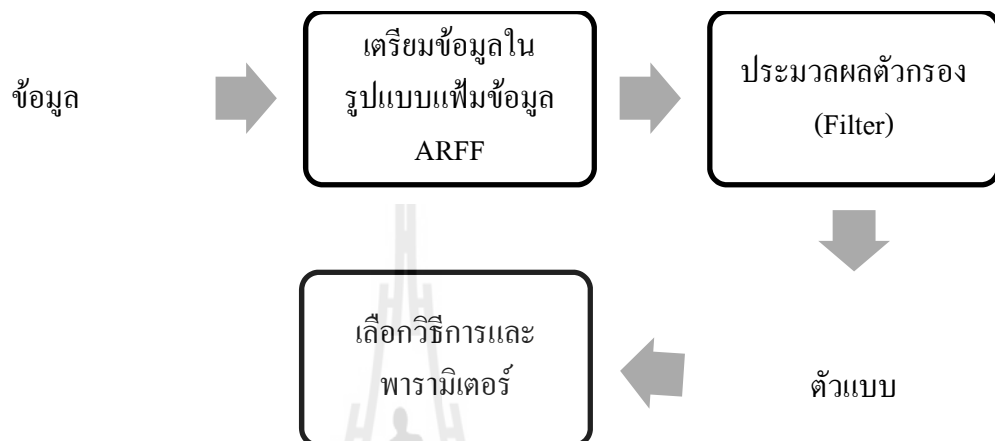 ข้อมูล
เตรียมข้อมูลใน
รูปแบบแฟ้มข้อมูล
ARFF
ประมวลผลตัวกรอง
(Filter)
ตัวแบบ
เลือกวิธีการและ
พารามิเตอร์